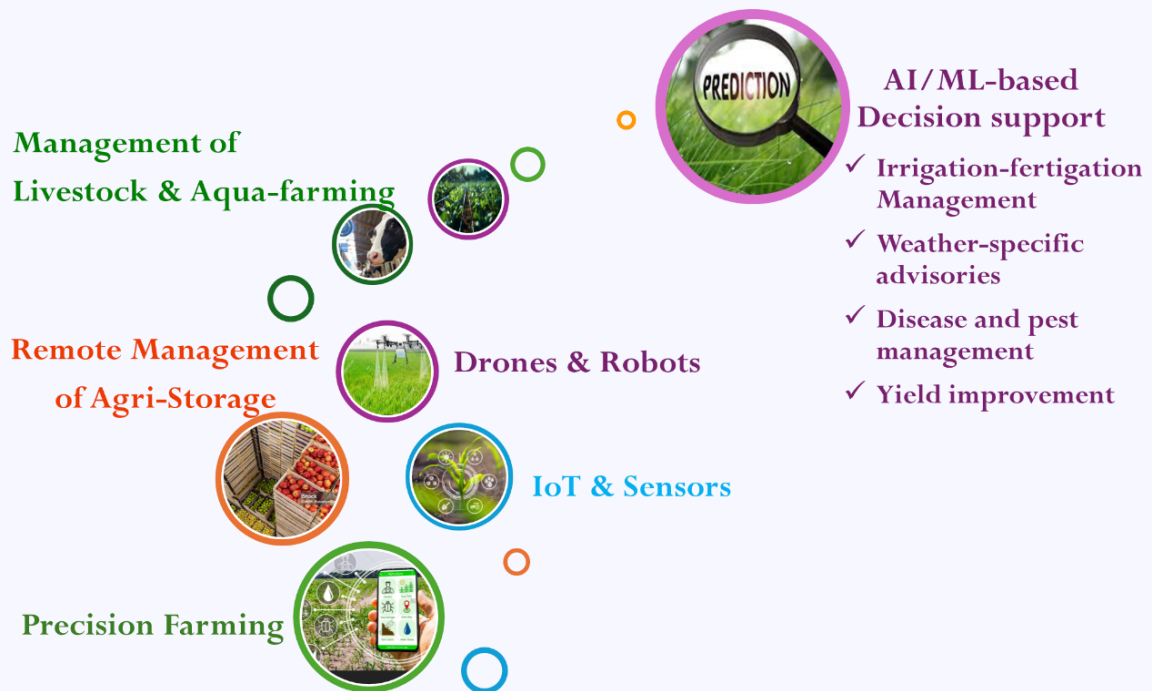 Management of
Livestock & Aqua-farming
Remote Management
of Agri-Storage
Drones & Robots
IoT & Sensors
Precision Farming
PREDICTION
AI/ML-based
Decision support
✓ Irrigation-fertigation
Management
✓ Weather-specific
advisories
✓ Disease and pest
management
✓ Yield improvement